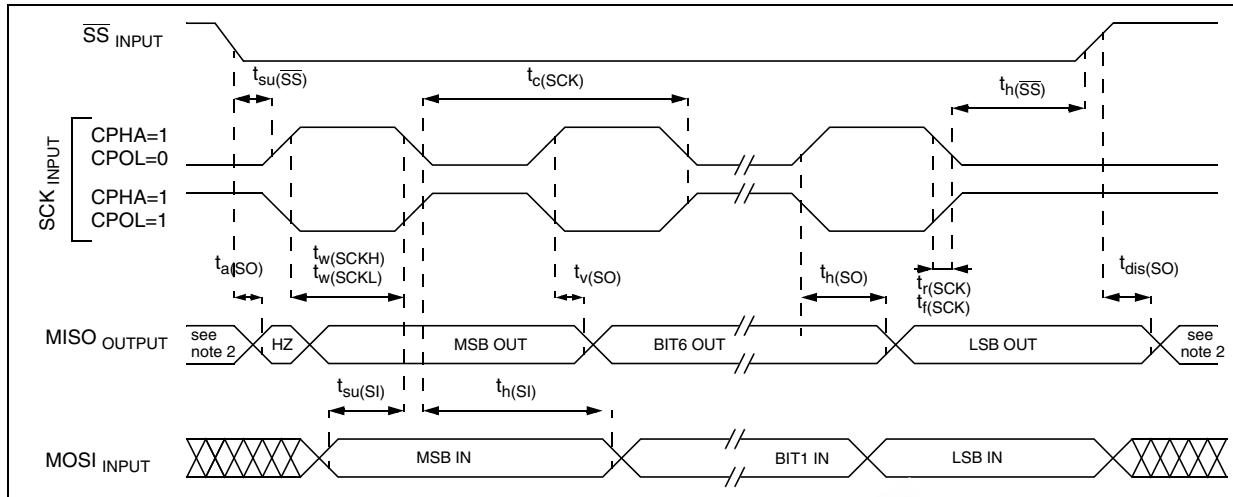 SS INPUT
tsu(SS)
tc(SCK)
th(SS)
SCK INPUT
CPHA=1
CPOL=0
CPHA=1
CPOL=1
ta(SO)
tw(SCKH)
tw(SCKL)
tv(SO)
th(SO)
tr(SCK)
tf(SCK)
tdis(SO)
MISO OUTPUT
see
note 2
HZ
MSB OUT
BIT6 OUT
LSB OUT
see
note 2
tsu(SI)
th(SI)
MOSI INPUT
MSB IN
BIT1 IN
LSB IN